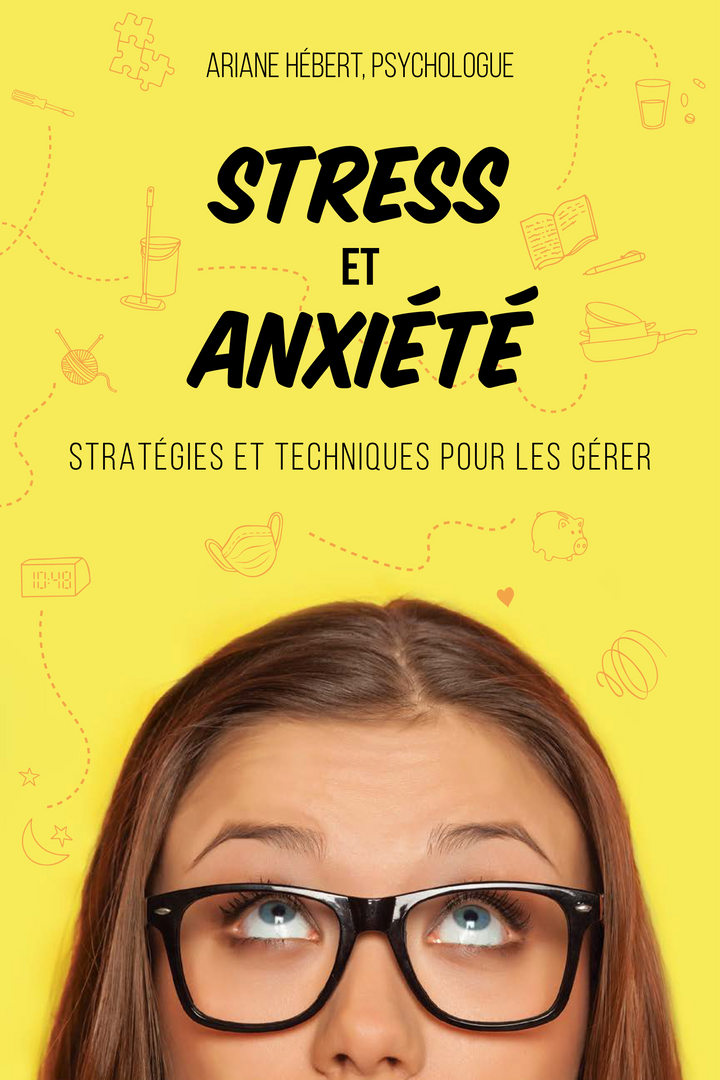 ARIANE HÉBERT, PSYCHOLOGUE
STRESS
ET
ANXIÉTÉ
STRATÉGIES ET TECHNIQUES POUR LES GÉRER
10:48